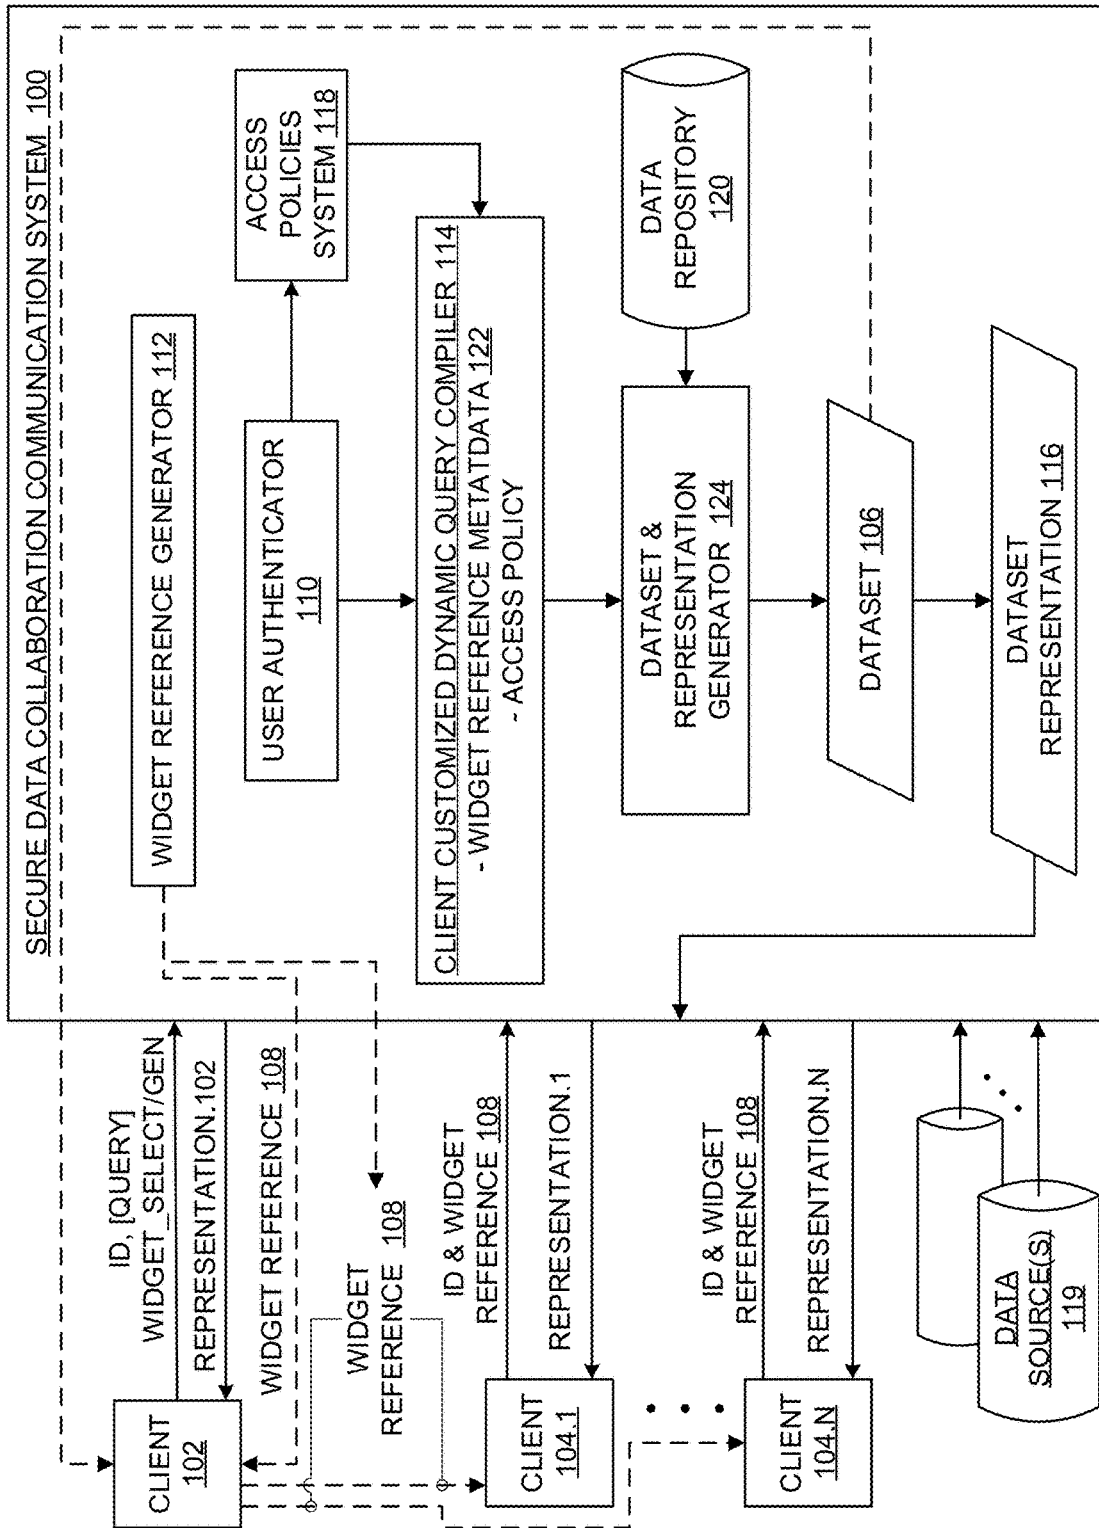 SECURE DATA COLLABORATION COMMUNICATION SYSTEM 100
WIDGET REFERENCE GENERATOR 112
USER AUTHENTICATOR
110
ACCESS
POLICIES
SYSTEM 118
CLIENT CUSTOMIZED DYNAMIC QUERY COMPILER 114
- WIDGET REFERENCE METATDATA 122
- ACCESS POLICY
DATASET &
REPRESENTATION
GENERATOR 124
DATA
REPOSITORY
120
DATASET 106
DATASET
REPRESENTATION 116
ID, [QUERY]
WIDGET_SELECT/GEN
REPRESENTATION.102
WIDGET REFERENCE 108
CLIENT
102
WIDGET
REFERENCE 108
ID & WIDGET
REFERENCE 108
REPRESENTATION.1
CLIENT
104.1
ID & WIDGET
REFERENCE 108
REPRESENTATION.N
CLIENT
104.N
DATA
SOURCE(S)
119